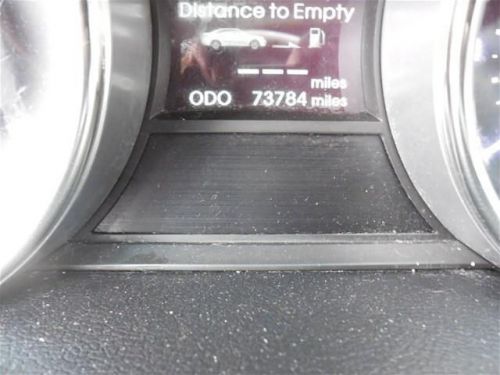 Distance to Empty
--- miles
ODO 73784 miles